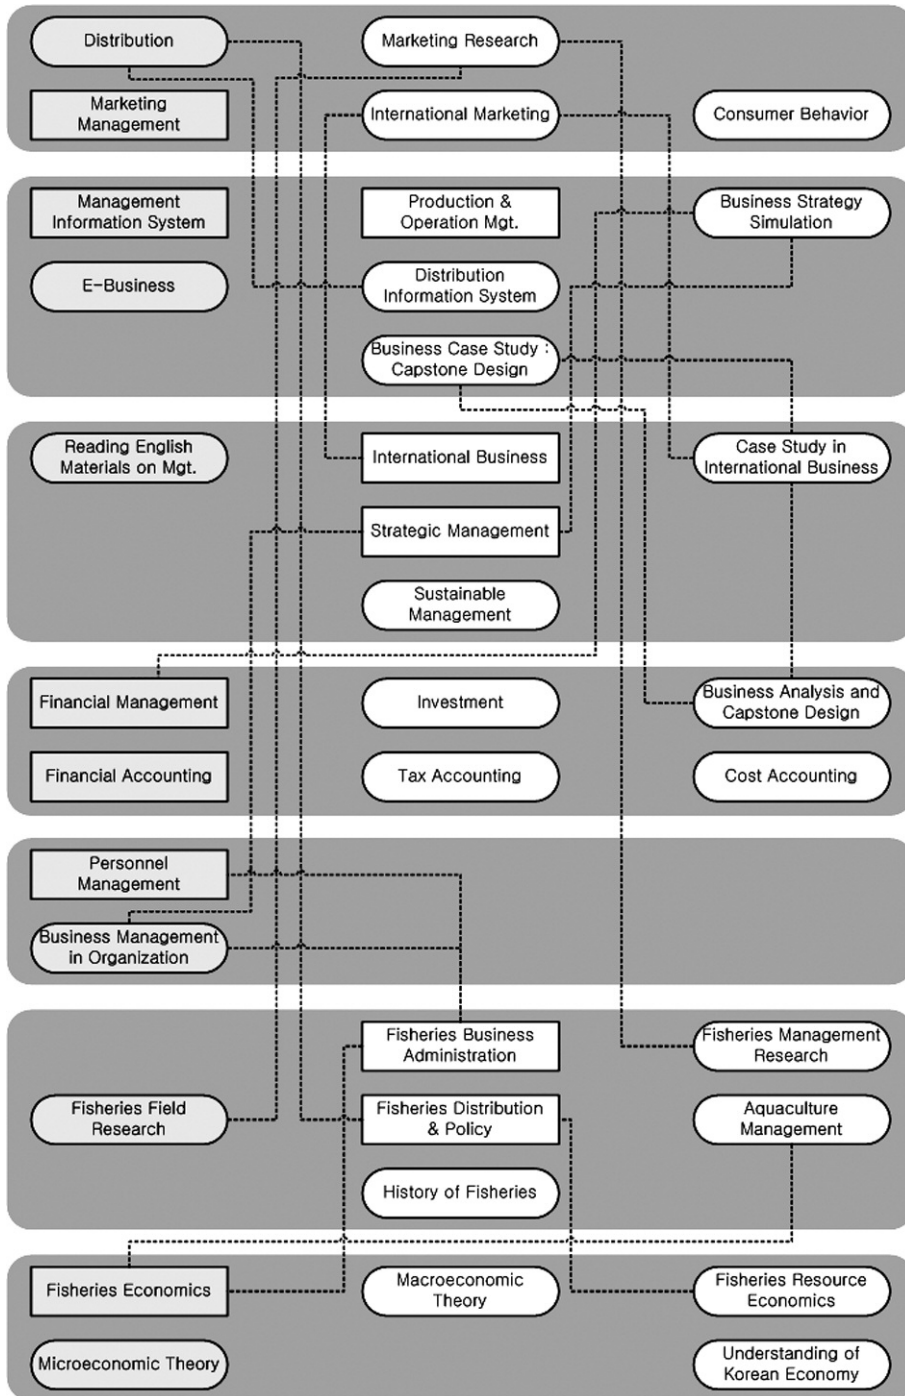 Distribution
Marketing Research
Marketing
Management
International Marketing
Consumer Behavior
Management
Information System
Production &
Operation Mgt.
Business Strategy
Simulation
E-Business
Distribution
Information System
Business Case Study :
Capstone Design
Reading English
Materials on Mgt.
International Business
Case Study in
International Business
Strategic Management
Sustainable
Management
Financial Management
Investment
Business Analysis and
Capstone Design
Financial Accounting
Tax Accounting
Cost Accounting
Personnel
Management
Business Management
in Organization
Fisheries Business
Administration
Fisheries Management
Research
Fisheries Field
Research
Fisheries Distribution
& Policy
Aquaculture
Management
History of Fisheries
Fisheries Economics
Macroeconomic
Theory
Fisheries Resource
Economics
Microeconomic Theory
Understanding of
Korean Economy